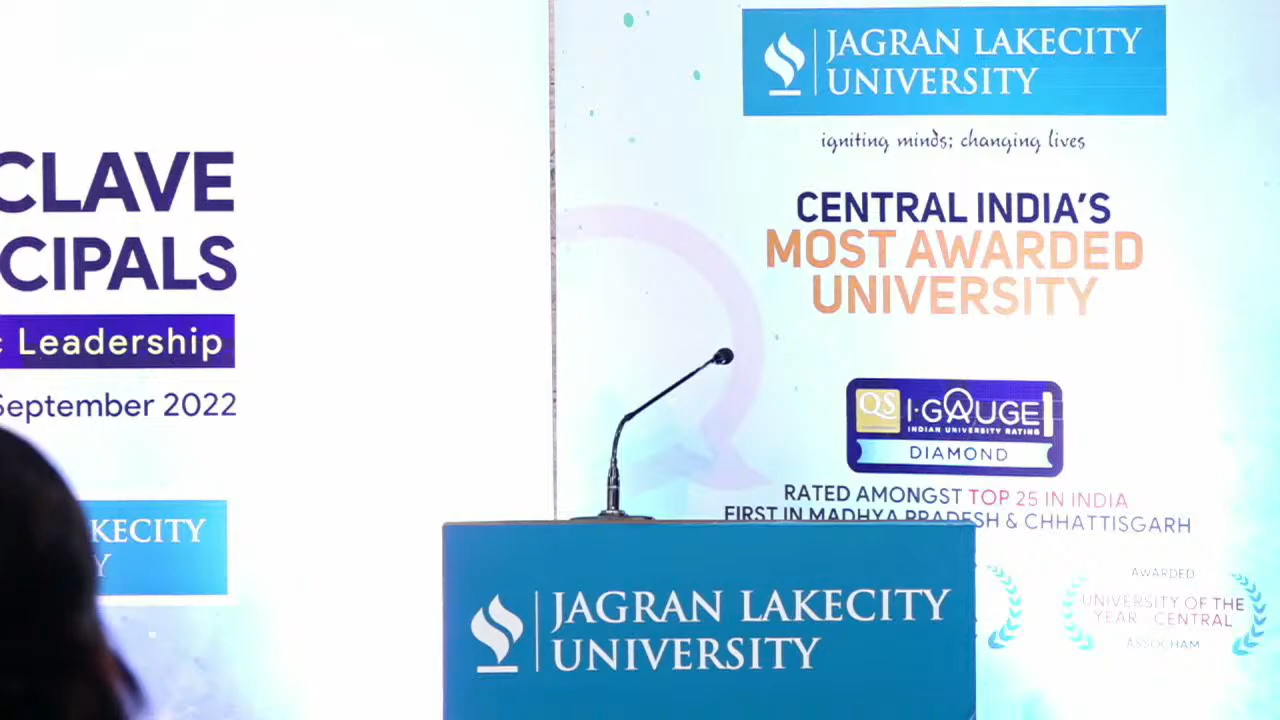 CLAVE
CIPALS
Leadership
September 2022
KECITY
Y
JAGRAN LAKECITY
UNIVERSITY
igniting minds; changing lives
CENTRAL INDIA'S
MOST AWARDED
UNIVERSITY
QS I·GAUGE
INDIAN UNIVERSITY RATING
DIAMOND
RATED AMONGST TOP 25 IN INDIA
FIRST IN MADHYA PRADESH & CHHATTISGARH
AWARDED
UNIVERSITY OF THE
YEAR - CENTRAL
ASSOCHAM
JAGRAN LAKECITY
UNIVERSITY